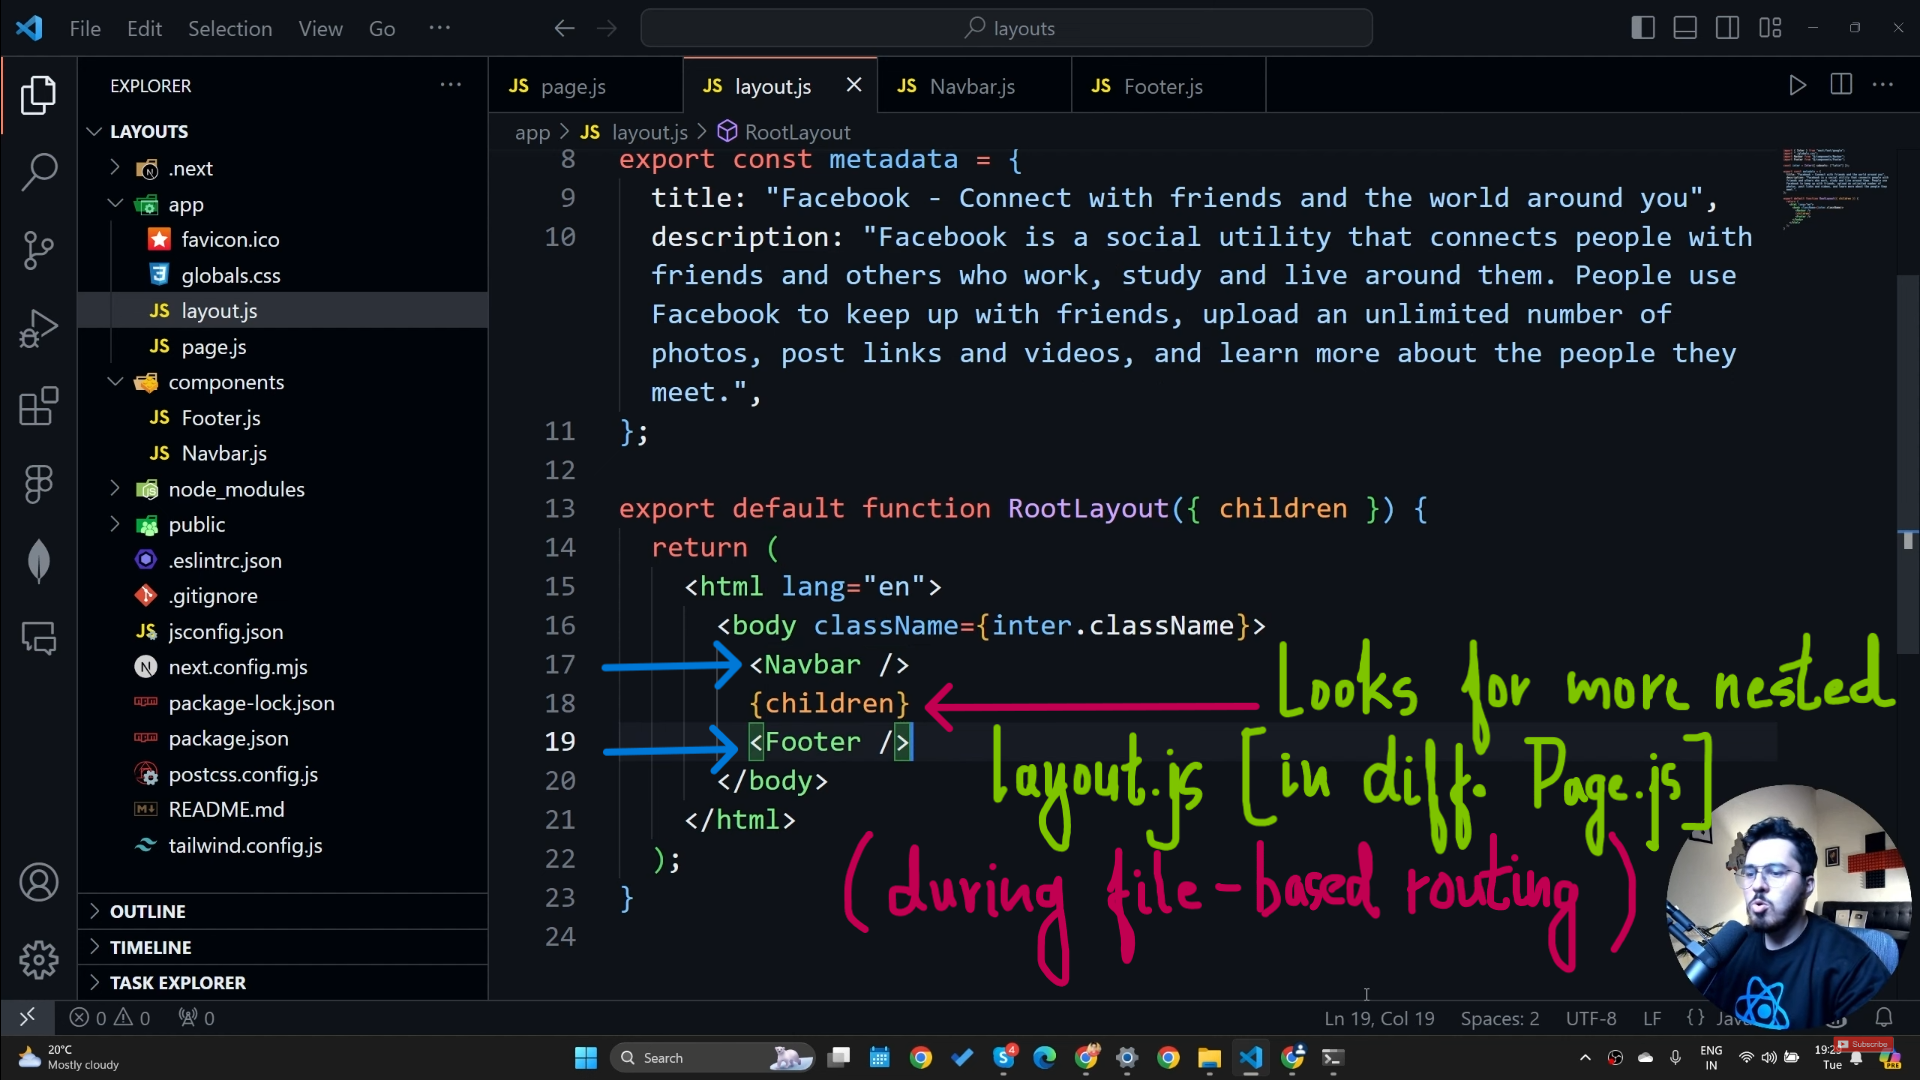 File Edit Selection View Go ···
layouts
EXPLORER ···
LAYOUTS
.next
app
favicon.ico
globals.css
JS layout.js
JS page.js
components
JS Footer.js
JS Navbar.js
node_modules
public
.eslintrc.json
.gitignore
jsconfig.json
next.config.mjs
package-lock.json
package.json
postcss.config.js
README.md
tailwind.config.js
OUTLINE
TIMELINE
TASK EXPLORER
JS page.js JS layout.js JS Navbar.js JS Footer.js
app > JS layout.js > RootLayout
8 export const metadata = {
9 title: "Facebook - Connect with friends and the world around you",
10 description: "Facebook is a social utility that connects people with
friends and others who work, study and live around them. People use
Facebook to keep up with friends, upload an unlimited number of
photos, post links and videos, and learn more about the people they
meet.",
11 };
12
13 export default function RootLayout({ children }) {
14 return (
15 <html lang="en">
16 <body className={inter.className}>
17 <Navbar />
18 {children}
19 <Footer />
20 </body>
21 </html>
22 );
23 }
24
Looks for more nested
layout.js [in diff. Page.js]
(during file-based routing)
0 0 0
Ln 19, Col 19 Spaces: 2 UTF-8 LF {}
20°C
Mostly cloudy
Search
4
ENG
IN
Tue
Subscribe
PRE